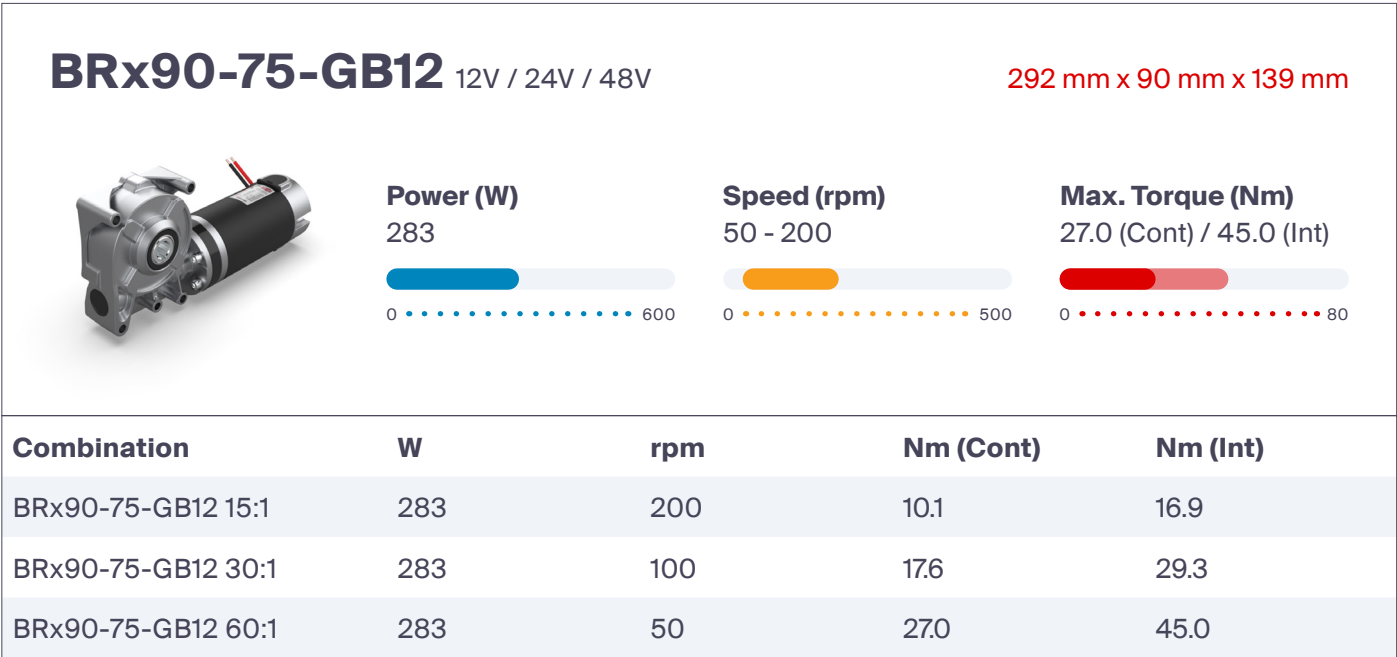 BRx90-75-GB12 12V / 24V / 48V
292 mm x 90 mm x 139 mm
Power (W)
283
0 600
Speed (rpm)
50 - 200
0 500
Max. Torque (Nm)
27.0 (Cont) / 45.0 (Int)
0 80
Combination W rpm Nm (Cont) Nm (Int)
BRx90-75-GB12 15:1 283 200 10.1 16.9
BRx90-75-GB12 30:1 283 100 17.6 29.3
BRx90-75-GB12 60:1 283 50 27.0 45.0